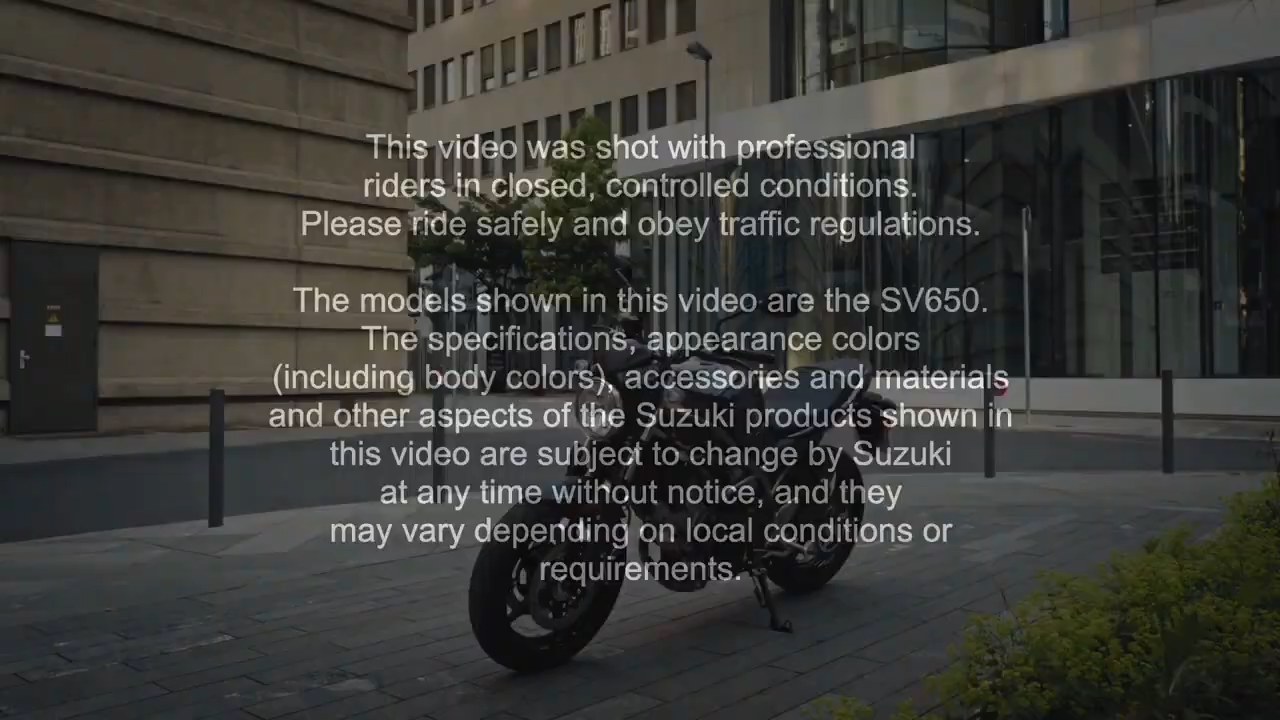 This video was shot with professional
riders in closed, controlled conditions.
Please ride safely and obey traffic regulations.
The models shown in this video are the SV650.
The specifications, appearance colors
(including body colors), accessories and materials
and other aspects of the Suzuki products shown in
this video are subject to change by Suzuki
at any time without notice, and they
may vary depending on local conditions or
requirements.